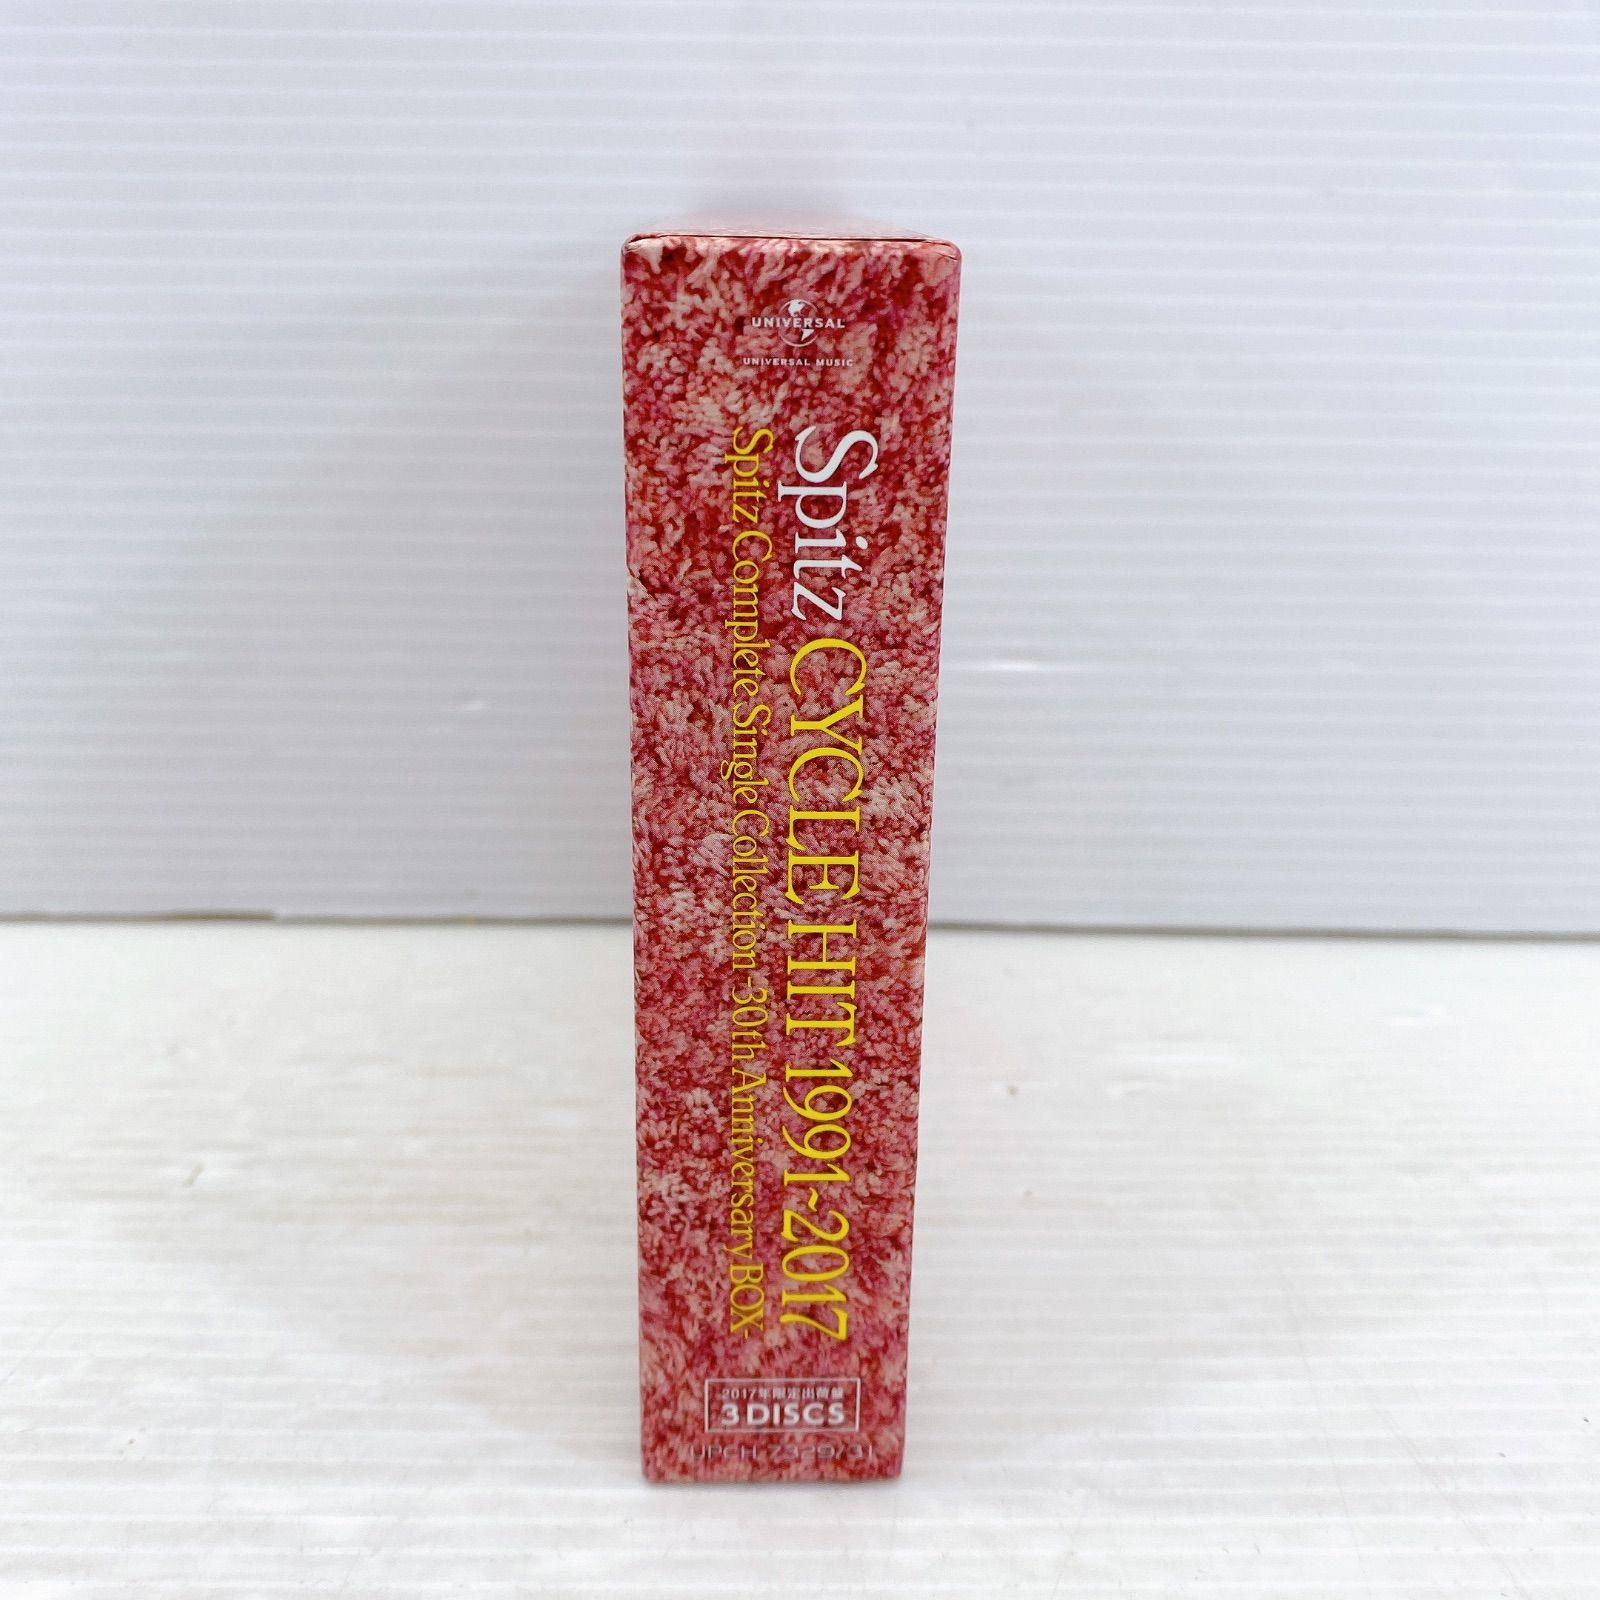 UNIVERSAL
UNIVERSAL MUSIC
Spitz CYCLE HIT 1991~2017
Spitz Complete Single Collection -30th Anniversary BOX-
2017年限定出荷盤
3 DISCS
UPCH-7329/31